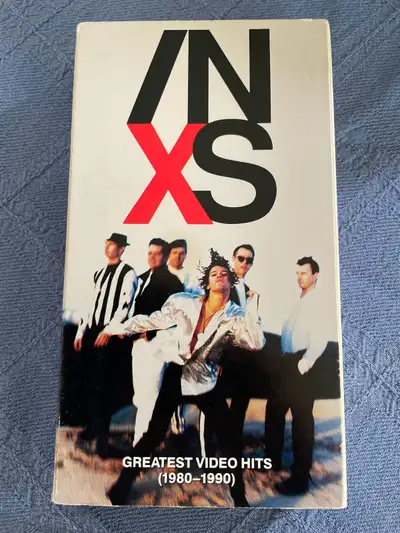 INXS
GREATEST VIDEO HITS
(1980–1990)